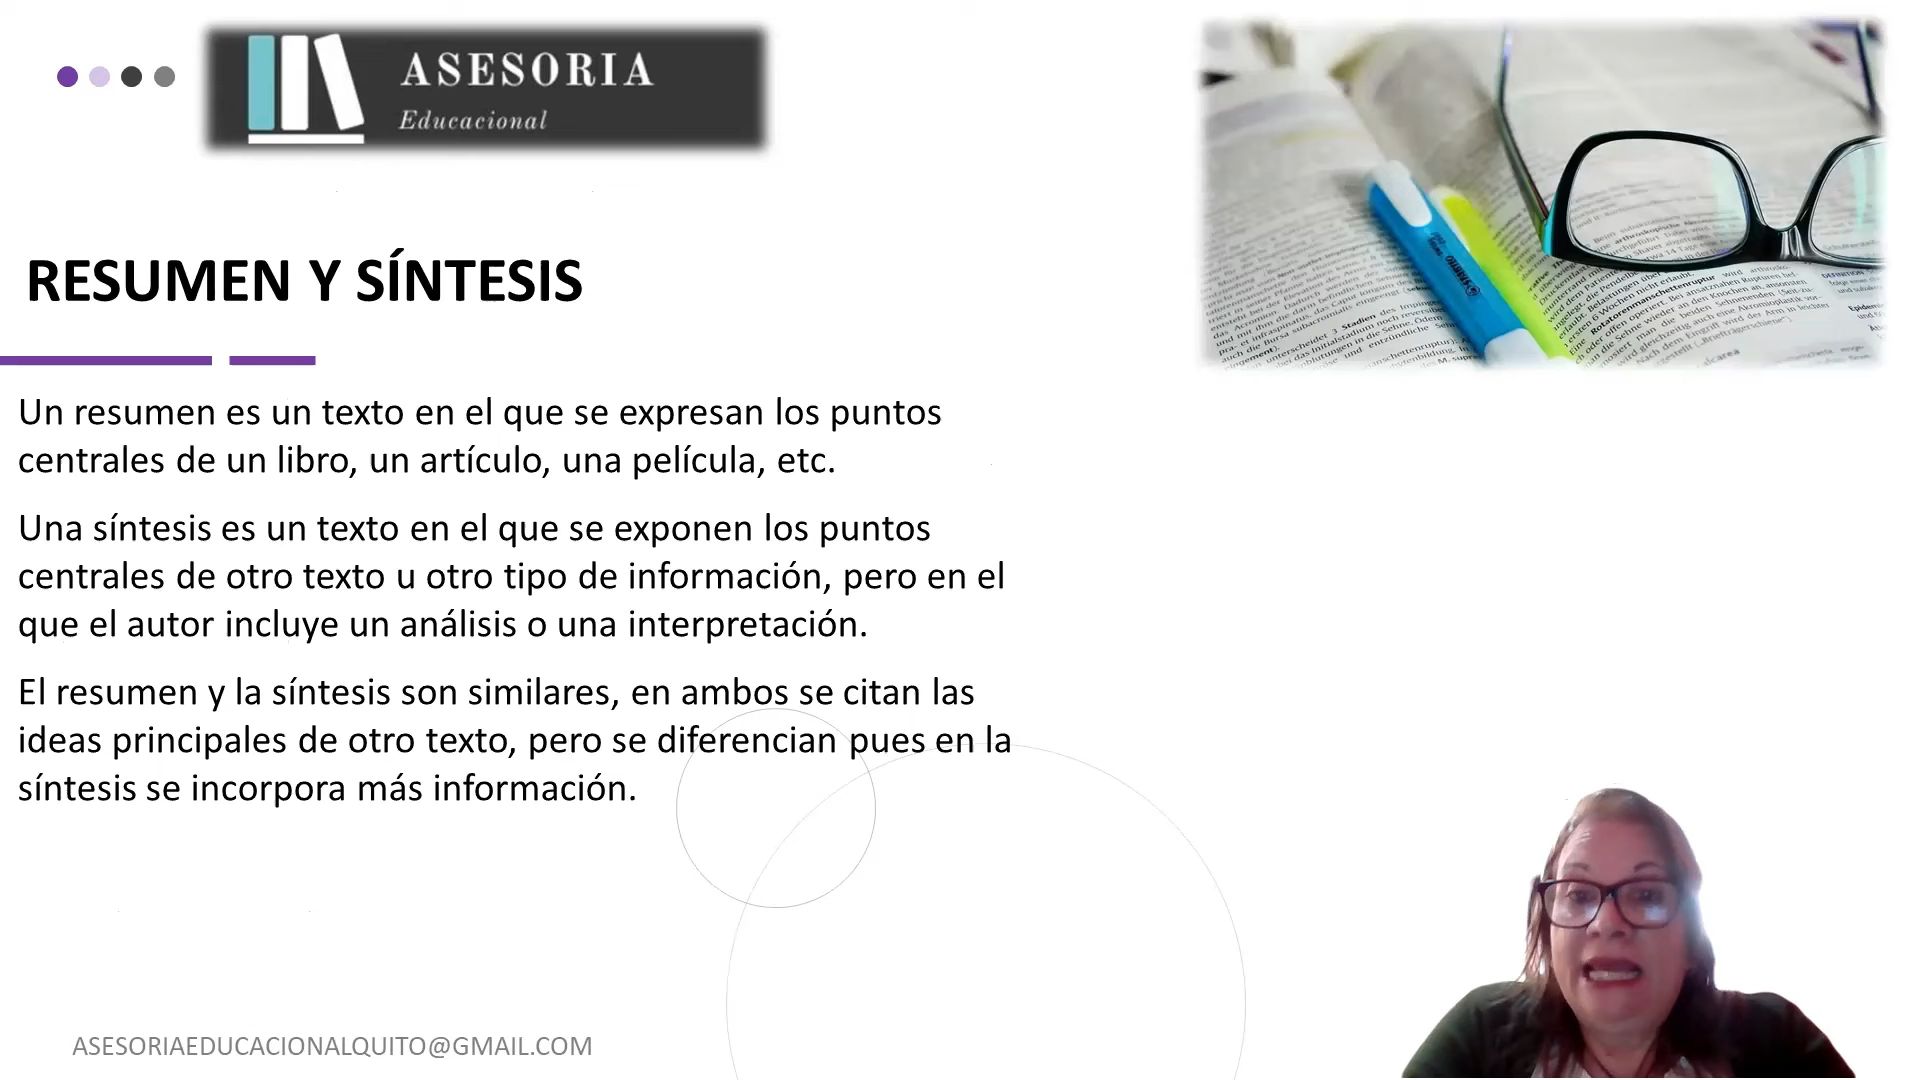 ASESORIA
Educacional
RESUMEN Y SÍNTESIS
Un resumen es un texto en el que se expresan los puntos
centrales de un libro, un artículo, una película, etc.
Una síntesis es un texto en el que se exponen los puntos
centrales de otro texto u otro tipo de información, pero en el
que el autor incluye un análisis o una interpretación.
El resumen y la síntesis son similares, en ambos se citan las
ideas principales de otro texto, pero se diferencian pues en la
síntesis se incorpora más información.
ASESORIAEDUCACIONALQUITO@GMAIL.COM